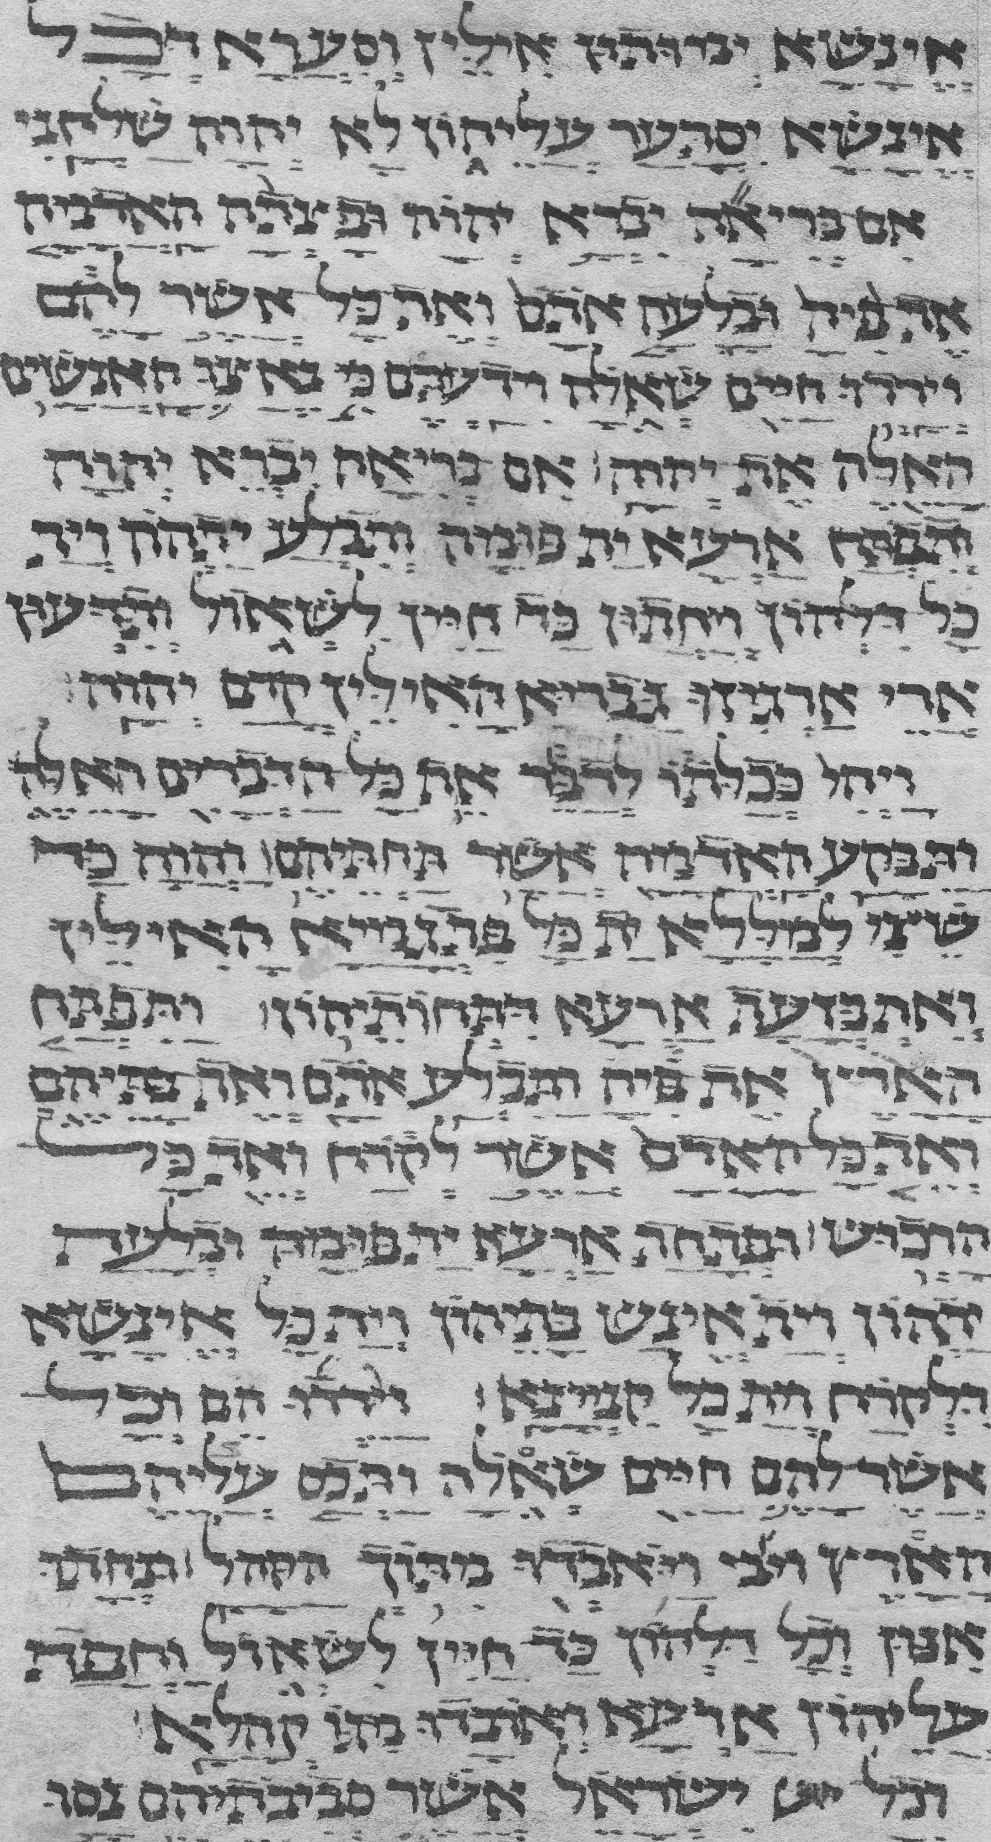 אינשא ימותון אילין וסערא דכל
אינשא יסתער עליהון לא יהוה שלחני
אם בריאה יברא יהוה ופצתה האדמה
את פיה ובלעה אתם ואת כל אשר להם
וירדו חיים שאלה וידעתם כי נאצו האנשים
האלה את יהוה אם בריאה יברא יהוה
ותפתח ארעא ית פומה ותבלע יתהון וית
כל דלהון ויחתון כד חיין לשאול ותדעון
ארי ארגיזו גבריא האילין קדם יהוה
ויהי ככלתו לדבר את כל הדברים האלה
ותבקע האדמה אשר תחתיהם והוה כד
שיצי למללא ית כל פתגמיא האילין
ואתבזעת ארעא דתחותיהון ותפתח
הארץ את פיה ותבלע אתם ואת בתיהם
ואת כל האדם אשר לקרח ואת כל
הרכוש ופתחת ארעא ית פומה ובלעת
יתהון וית אינש בתיהון וית כל אינשא
דלקרח וית כל קנינא וירדו הם וכל
אשר להם חיים שאלה ותכס עליהם
הארץ ויאבדו מתוך הקהל ונחתו
אנון וכל דלהון כד חיין לשאול וחפת
עליהון ארעא ואובדו מגו קהלא
וכל ישראל אשר סביבתיהם נסו